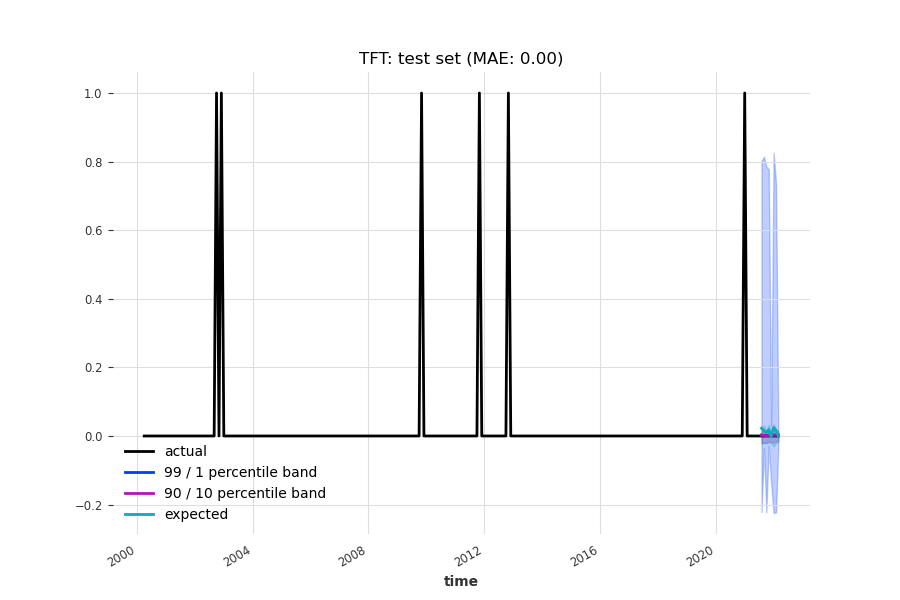 TFT: test set (MAE: 0.00)
1.0
0.8
0.6
0.4
0.2
0.0
−0.2
actual
99 / 1 percentile band
90 / 10 percentile band
expected
2000
2004
2008
2012
2016
2020
time